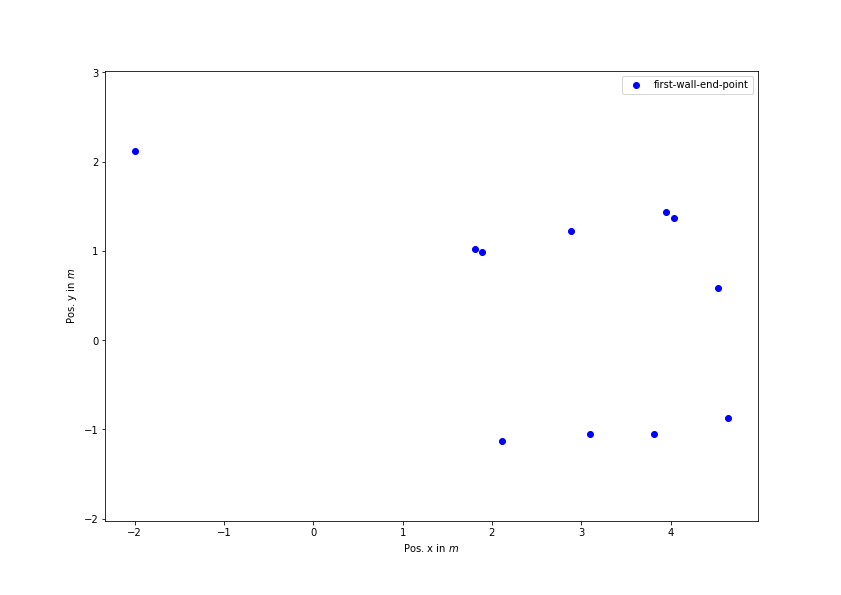 first-wall-end-point
3
2
1
0
−1
−2
Pos. y in m
−2 −1 0 1 2 3 4
Pos. x in m